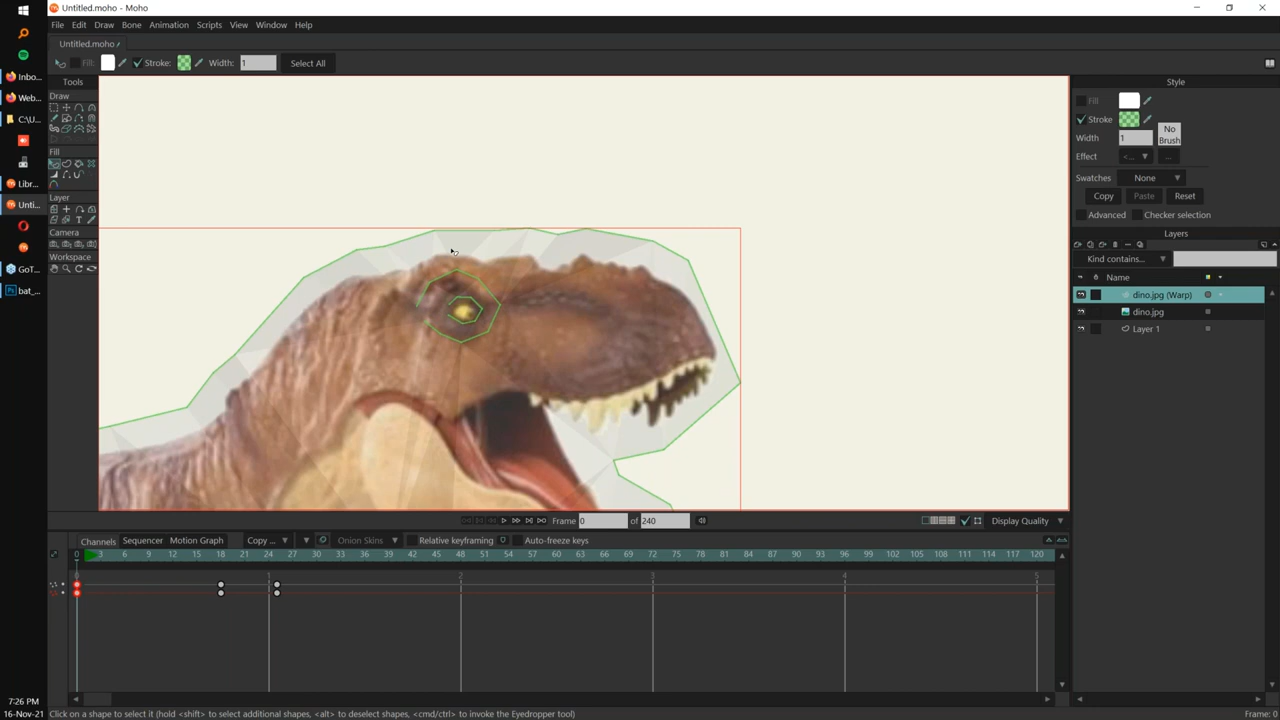 Untitled.moho - Moho
File Edit Draw Bone Animation Scripts View Window Help
Untitled.moho
Fill: Stroke: Width: 1 Select All
Tools
Draw
Fill
Layer
Camera
Workspace
Inbo...
Web...
C:\U...
Libr...
Unti...
GoT...
bat_...
7:26 PM
16-Nov-21
Style
Fill
Stroke
Width 1 No Brush
Effect <... ...
Swatches None
Copy Paste Reset
Advanced Checker selection
Layers
Kind contains...
Name
dino.jpg (Warp)
dino.jpg
Layer 1
Frame 0 of 240 Display Quality
Channels Sequencer Motion Graph Copy ... Onion Skins Relative keyframing Auto-freeze keys
0 3 6 9 12 15 18 21 24 27 30 33 36 39 42 45 48 51 54 57 60 63 66 69 72 75 78 81 84 87 90 93 96 99 102 105 108 111 114 117 120
0 1 2 3 4 5
Click on a shape to select it (hold <shift> to select additional shapes, <alt> to deselect shapes, <cmd/ctrl> to invoke the Eyedropper tool) Frame: 0